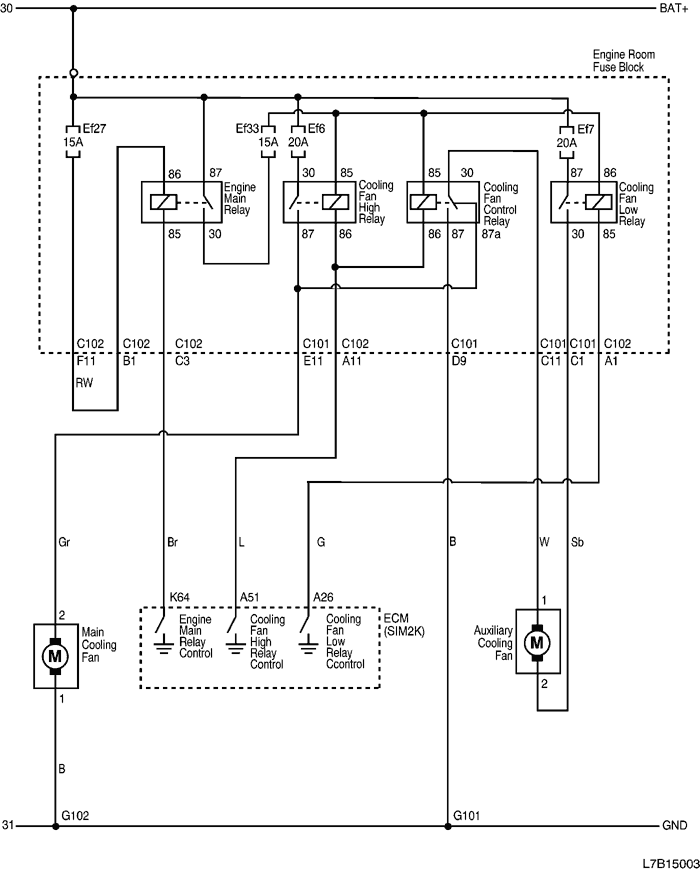 30 BAT+
Engine Room
Fuse Block
Ef27
15A
Ef33
15A
Ef6
20A
Ef7
20A
86 87
Engine
Main
Relay
85 30
30 85
Cooling
Fan
High
Relay
87 86
85 30
Cooling
Fan
Control
Relay
86 87 87a
87 86
Cooling
Fan
Low
Relay
30 85
C102 C102 C102 C101 C102 C101 C101 C101 C102
F11 B1 C3 E11 A11 D9 C11 C1 A1
RW
Gr Br L G B W Sb
K64 A51 A26
ECM
(SIM2K)
Engine
Main
Relay
Control
Cooling
Fan
High
Relay
Control
Cooling
Fan
Low
Relay
Ccontrol
2
Main
Cooling
Fan
M
1
1
Auxiliary
Cooling
Fan
M
2
B
G102 G101
31 GND
L7B15003